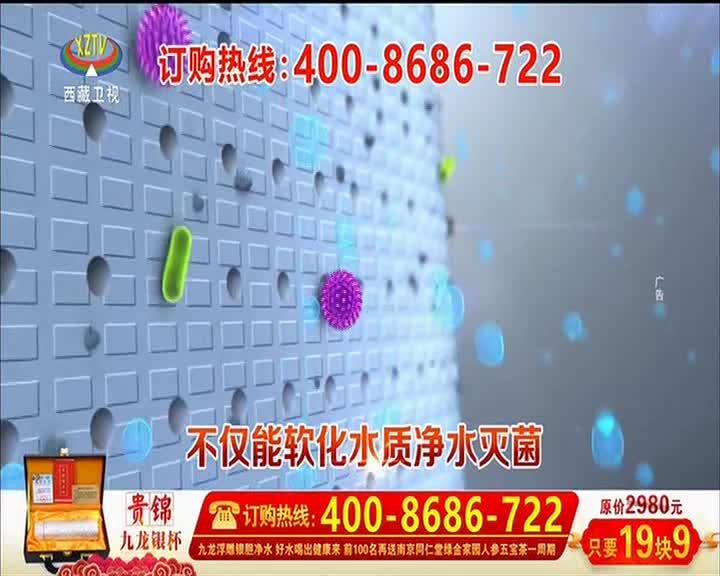 XZTV
西藏卫视
订购热线:400-8686-722
广告
不仅能软化水质净水灭菌
贵锦
九龙银杯
订购热线:400-8686-722
九龙浮雕银胆净水 好水喝出健康来 前100名再送南京同仁堂绿金家园人参五宝茶一周期
原价2980元
只要19块9